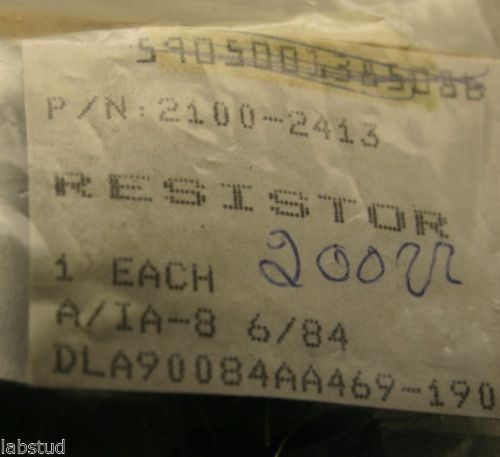 5905001385086
P/N: 2100-2413
RESISTOR
1 EACH 200Ω
A/IA-8 6/84
DLA90084AA469-190
labstud